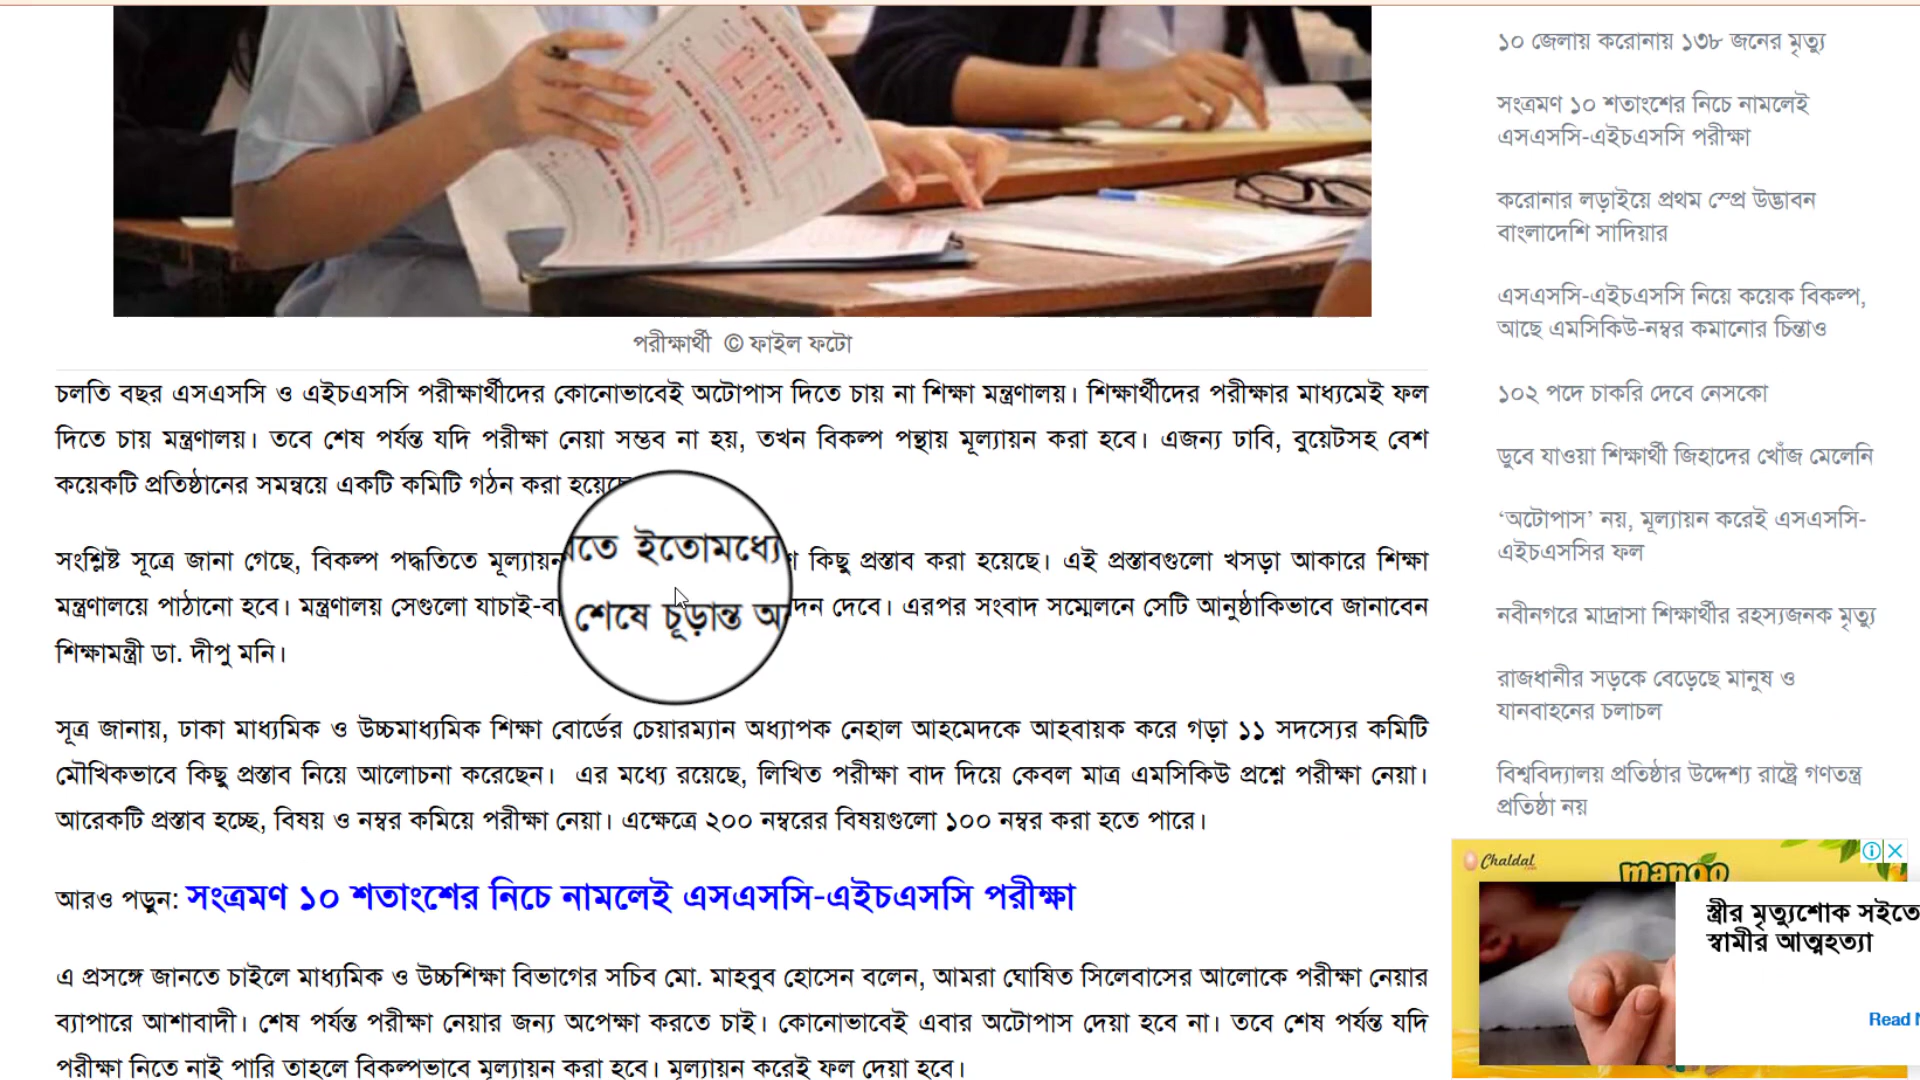 পরীক্ষার্থী © ফাইল ফটো
চলতি বছর এসএসসি ও এইচএসসি পরীক্ষার্থীদের কোনোভাবেই অটোপাস দিতে চায় না শিক্ষা মন্ত্রণালয়। শিক্ষার্থীদের পরীক্ষার মাধ্যমেই ফল
দিতে চায় মন্ত্রণালয়। তবে শেষ পর্যন্ত যদি পরীক্ষা নেয়া সম্ভব না হয়, তখন বিকল্প পন্থায় মূল্যায়ন করা হবে। এজন্য ঢাবি, বুয়েটসহ বেশ
কয়েকটি প্রতিষ্ঠানের সমন্বয়ে একটি কমিটি গঠন করা
সংশ্লিষ্ট সূত্রে জানা গেছে, বিকল্প পদ্ধতিতে মূল্যায়ন ইতোমধ্যে কিছু প্রস্তাব করা হয়েছে। এই প্রস্তাবগুলো খসড়া আকারে শিক্ষা
মন্ত্রণালয়ে পাঠানো হবে। মন্ত্রণালয় সেগুলো শেষে চূড়ান্ত দেবে। এরপর সংবাদ সম্মেলনে সেটি আনুষ্ঠাকিভাবে জানাবেন
শিক্ষামন্ত্রী ডা. দীপু মনি।
সূত্র জানায়, ঢাকা মাধ্যমিক ও উচ্চমাধ্যমিক শিক্ষা বোর্ডের চেয়ারম্যান অধ্যাপক নেহাল আহমেদকে আহবায়ক করে গড়া ১১ সদস্যের কমিটি
মৌখিকভাবে কিছু প্রস্তাব নিয়ে আলোচনা করেছেন। এর মধ্যে রয়েছে, লিখিত পরীক্ষা বাদ দিয়ে কেবল মাত্র এমসিকিউ প্রশ্নে পরীক্ষা নেয়া।
আরেকটি প্রস্তাব হচ্ছে, বিষয় ও নম্বর কমিয়ে পরীক্ষা নেয়া। এক্ষেত্রে ২০০ নম্বরের বিষয়গুলো ১০০ নম্বর করা হতে পারে।
আরও পড়ুন: সংক্রমণ ১০ শতাংশের নিচে নামলেই এসএসসি-এইচএসসি পরীক্ষা
এ প্রসঙ্গে জানতে চাইলে মাধ্যমিক ও উচ্চশিক্ষা বিভাগের সচিব মো. মাহবুব হোসেন বলেন, আমরা ঘোষিত সিলেবাসের আলোকে পরীক্ষা নেয়ার
ব্যাপারে আশাবাদী। শেষ পর্যন্ত পরীক্ষা নেয়ার জন্য অপেক্ষা করতে চাই। কোনোভাবেই এবার অটোপাস দেয়া হবে না। তবে শেষ পর্যন্ত যদি
পরীক্ষা নিতে নাই পারি তাহলে বিকল্পভাবে মূল্যায়ন করা হবে। মূল্যায়ন করেই ফল দেয়া হবে।
১০ জেলায় করোনায় ১৩৮ জনের মৃত্যু
সংক্রমণ ১০ শতাংশের নিচে নামলেই
এসএসসি-এইচএসসি পরীক্ষা
করোনার লড়াইয়ে প্রথম স্প্রে উদ্ভাবন
বাংলাদেশি সাদিয়ার
এসএসসি-এইচএসসি নিয়ে কয়েক বিকল্প,
আছে এমসিকিউ-নম্বর কমানোর চিন্তাও
১০২ পদে চাকরি দেবে নেসকো
ডুবে যাওয়া শিক্ষার্থী জিহাদের খোঁজ মেলেনি
‘অটোপাস’ নয়, মূল্যায়ন করেই এসএসসি-
এইচএসসির ফল
নবীনগরে মাদ্রাসা শিক্ষার্থীর রহস্যজনক মৃত্যু
রাজধানীর সড়কে বেড়েছে মানুষ ও
যানবাহনের চলাচল
বিশ্ববিদ্যালয় প্রতিষ্ঠার উদ্দেশ্য রাষ্ট্রে গণতন্ত্র
প্রতিষ্ঠা নয়
Chaldal
mango
স্ত্রীর মৃত্যুশোক সইতে
স্বামীর আত্মহত্যা
Read